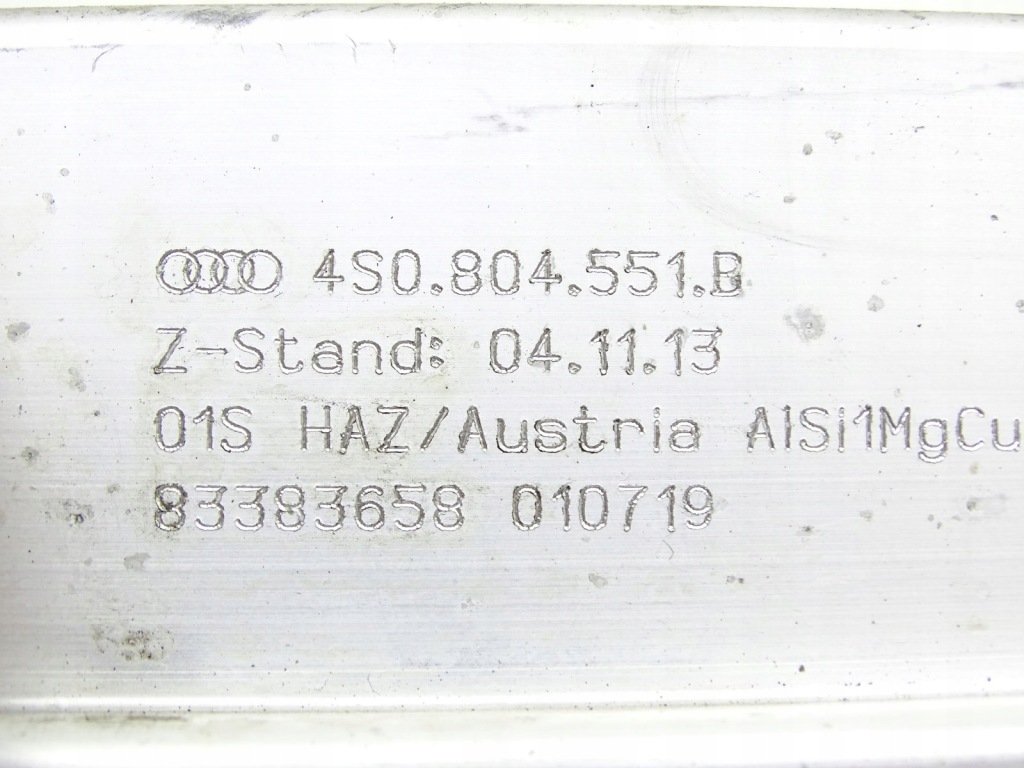 4S0.804.551.B
Z-Stand: 04.11.13
01S HAZ/Austria AlSi1MgCu
83383658 010719